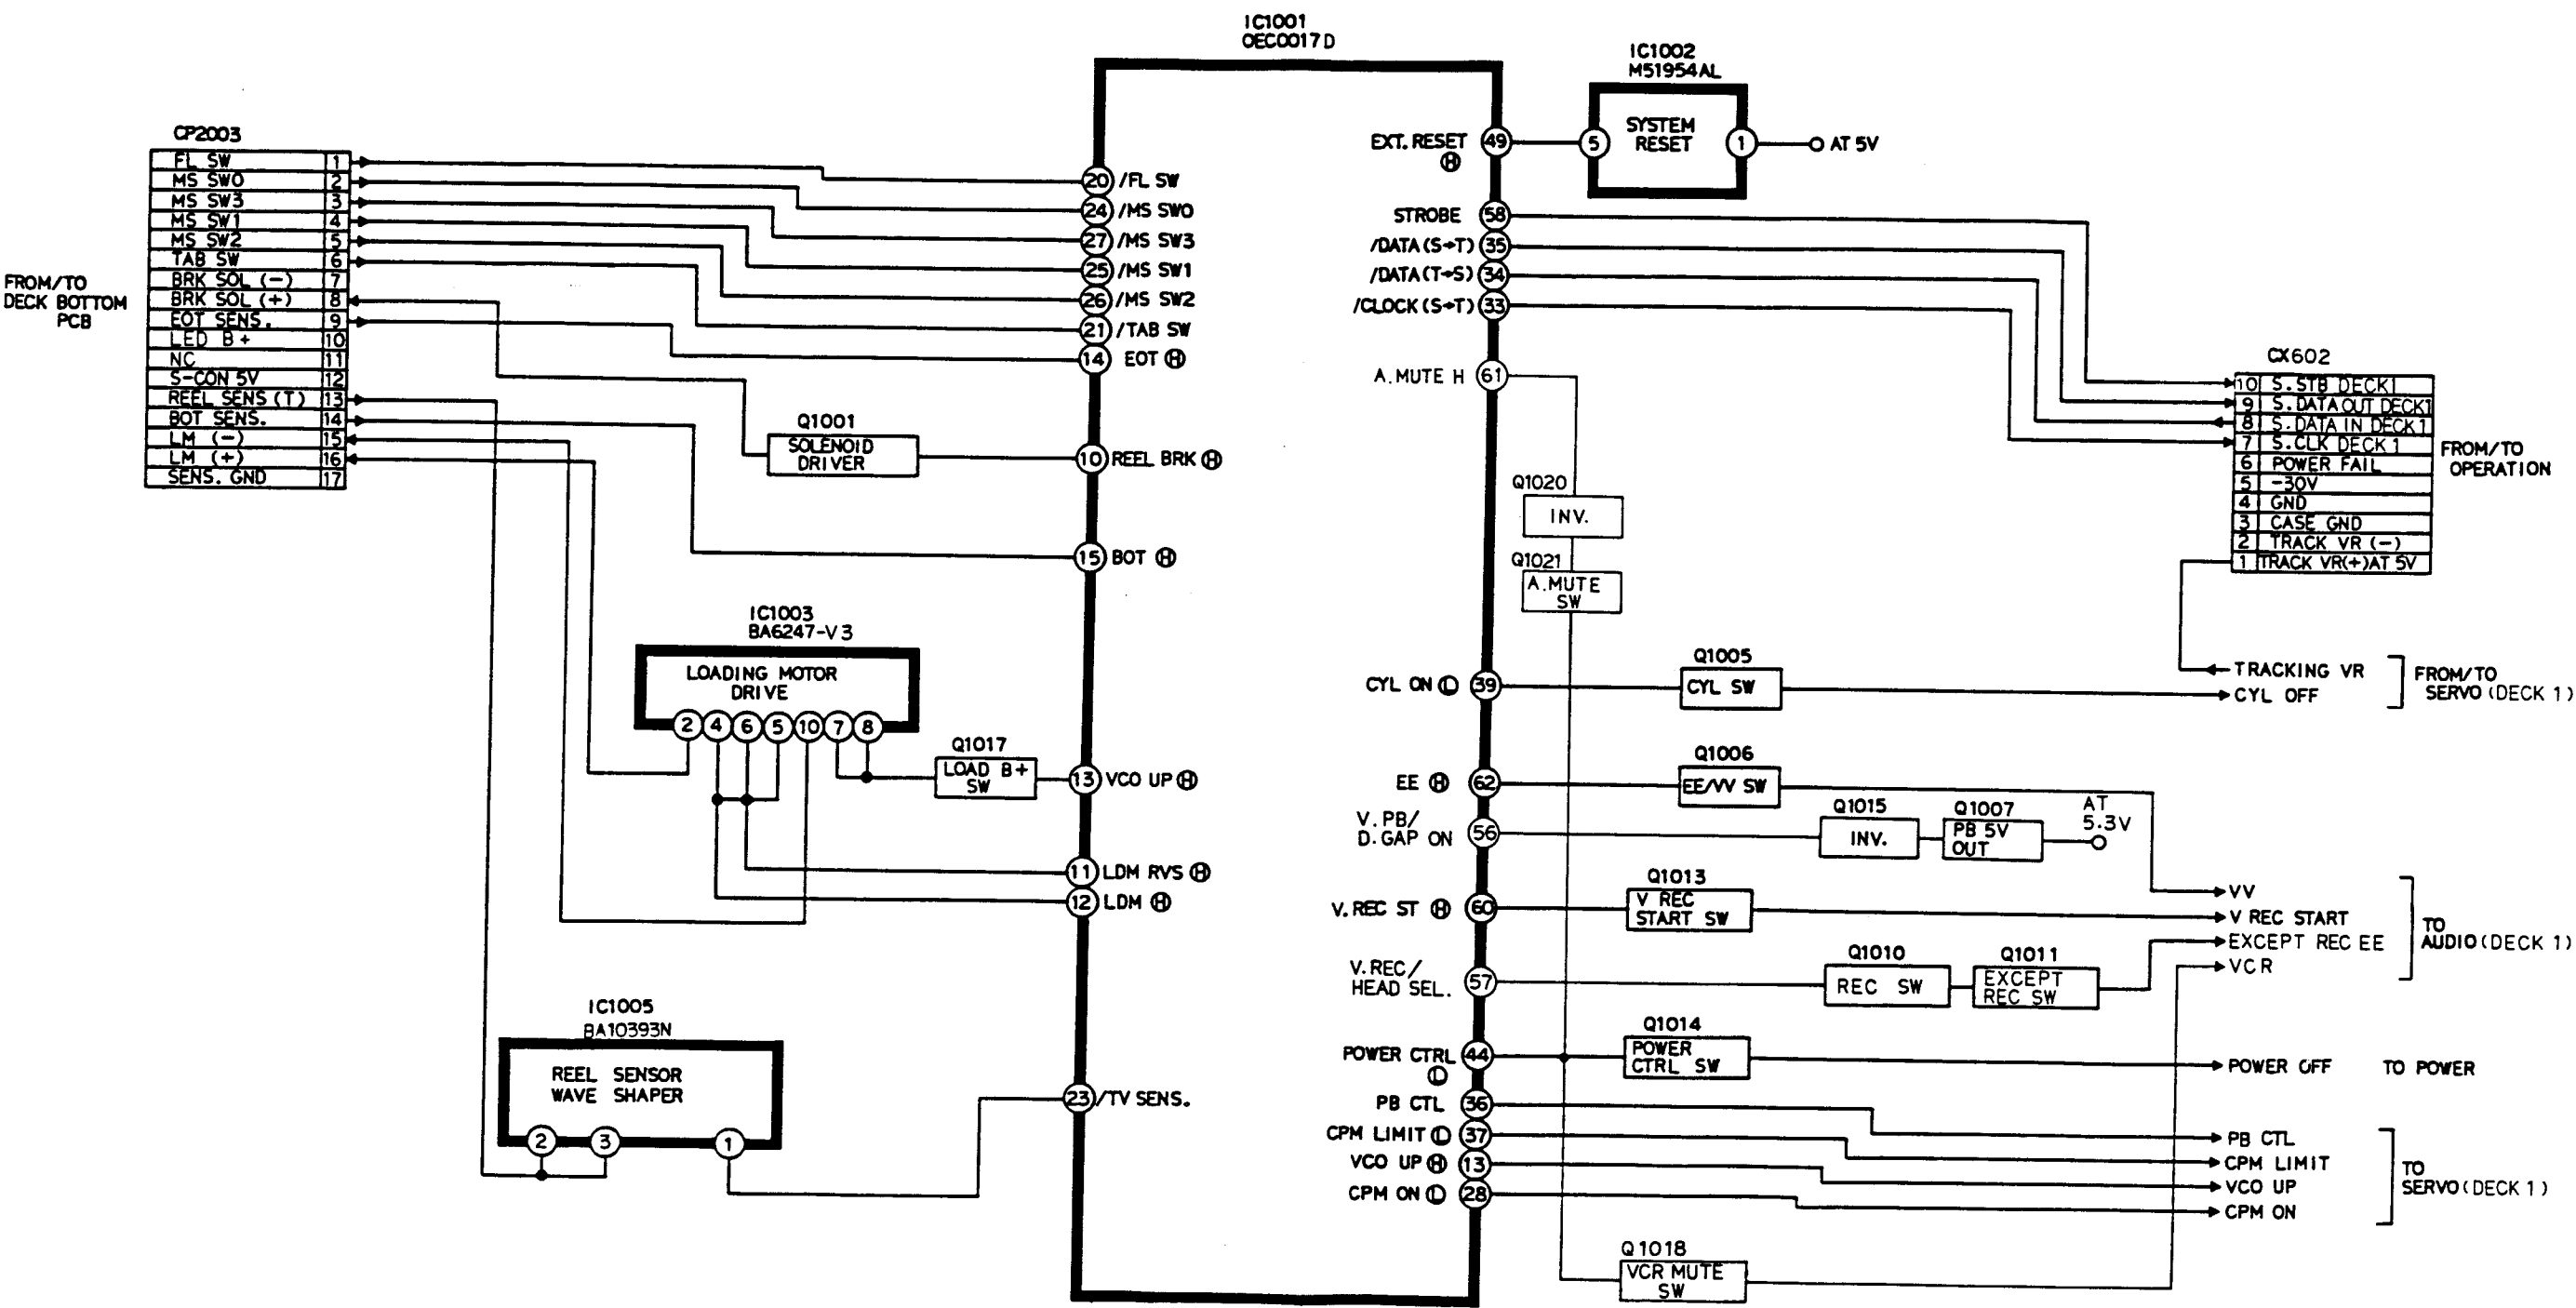 IC1001
OEC0017D
IC1002
M51954AL
SYSTEM
RESET
5
1
AT 5V
CP2003
FL SW 1
MS SW0 2
MS SW3 3
MS SW1 4
MS SW2 5
TAB SW 6
BRK SOL (-) 7
BRK SOL (+) 8
EOT SENS. 9
LED B+ 10
NC 11
S-CON 5V 12
REEL SENS (T) 13
BOT SENS. 14
LM (-) 15
LM (+) 16
SENS. GND 17
FROM/TO
DECK BOTTOM
PCB
20 /FL SW
24 /MS SW0
27 /MS SW3
25 /MS SW1
26 /MS SW2
21 /TAB SW
14 EOT H
Q1001
SOLENOID
DRIVER
10 REEL BRK H
15 BOT H
IC1003
BA6247-V3
LOADING MOTOR
DRIVE
2 4 6 5 10 7 8
Q1017
LOAD B+
SW
13 VCO UP H
11 LDM RVS H
12 LDM H
IC1005
BA10393N
REEL SENSOR
WAVE SHAPER
2 3 1
23 /TV SENS.
EXT. RESET 49
H
STROBE 58
/DATA (S→T) 35
/DATA (T→S) 34
/CLOCK (S→T) 33
A.MUTE H 61
Q1020
INV.
Q1021
A.MUTE
SW
CX602
10 S.STB DECK1
9 S.DATA OUT DECK1
8 S.DATA IN DECK1
7 S.CLK DECK 1
6 POWER FAIL
5 -30V
4 GND
3 CASE GND
2 TRACK VR (-)
1 TRACK VR(+)AT 5V
FROM/TO
OPERATION
CYL ON L 39
Q1005
CYL SW
TRACKING VR
CYL OFF
FROM/TO
SERVO (DECK 1)
EE H 62
Q1006
EE/VV SW
V.PB/
D.GAP ON 56
Q1015
INV.
Q1007
PB 5V
OUT
AT
5.3V
V.REC ST H 60
Q1013
V REC
START SW
V.REC/
HEAD SEL. 57
Q1010
REC SW
Q1011
EXCEPT
REC SW
VV
V REC START
EXCEPT REC EE
VCR
TO
AUDIO (DECK 1)
POWER CTRL 44
L
Q1014
POWER
CTRL SW
POWER OFF
TO POWER
PB CTL 36
CPM LIMIT L 37
VCO UP H 13
CPM ON L 28
PB CTL
CPM LIMIT
VCO UP
CPM ON
TO
SERVO (DECK 1)
Q1018
VCR MUTE
SW